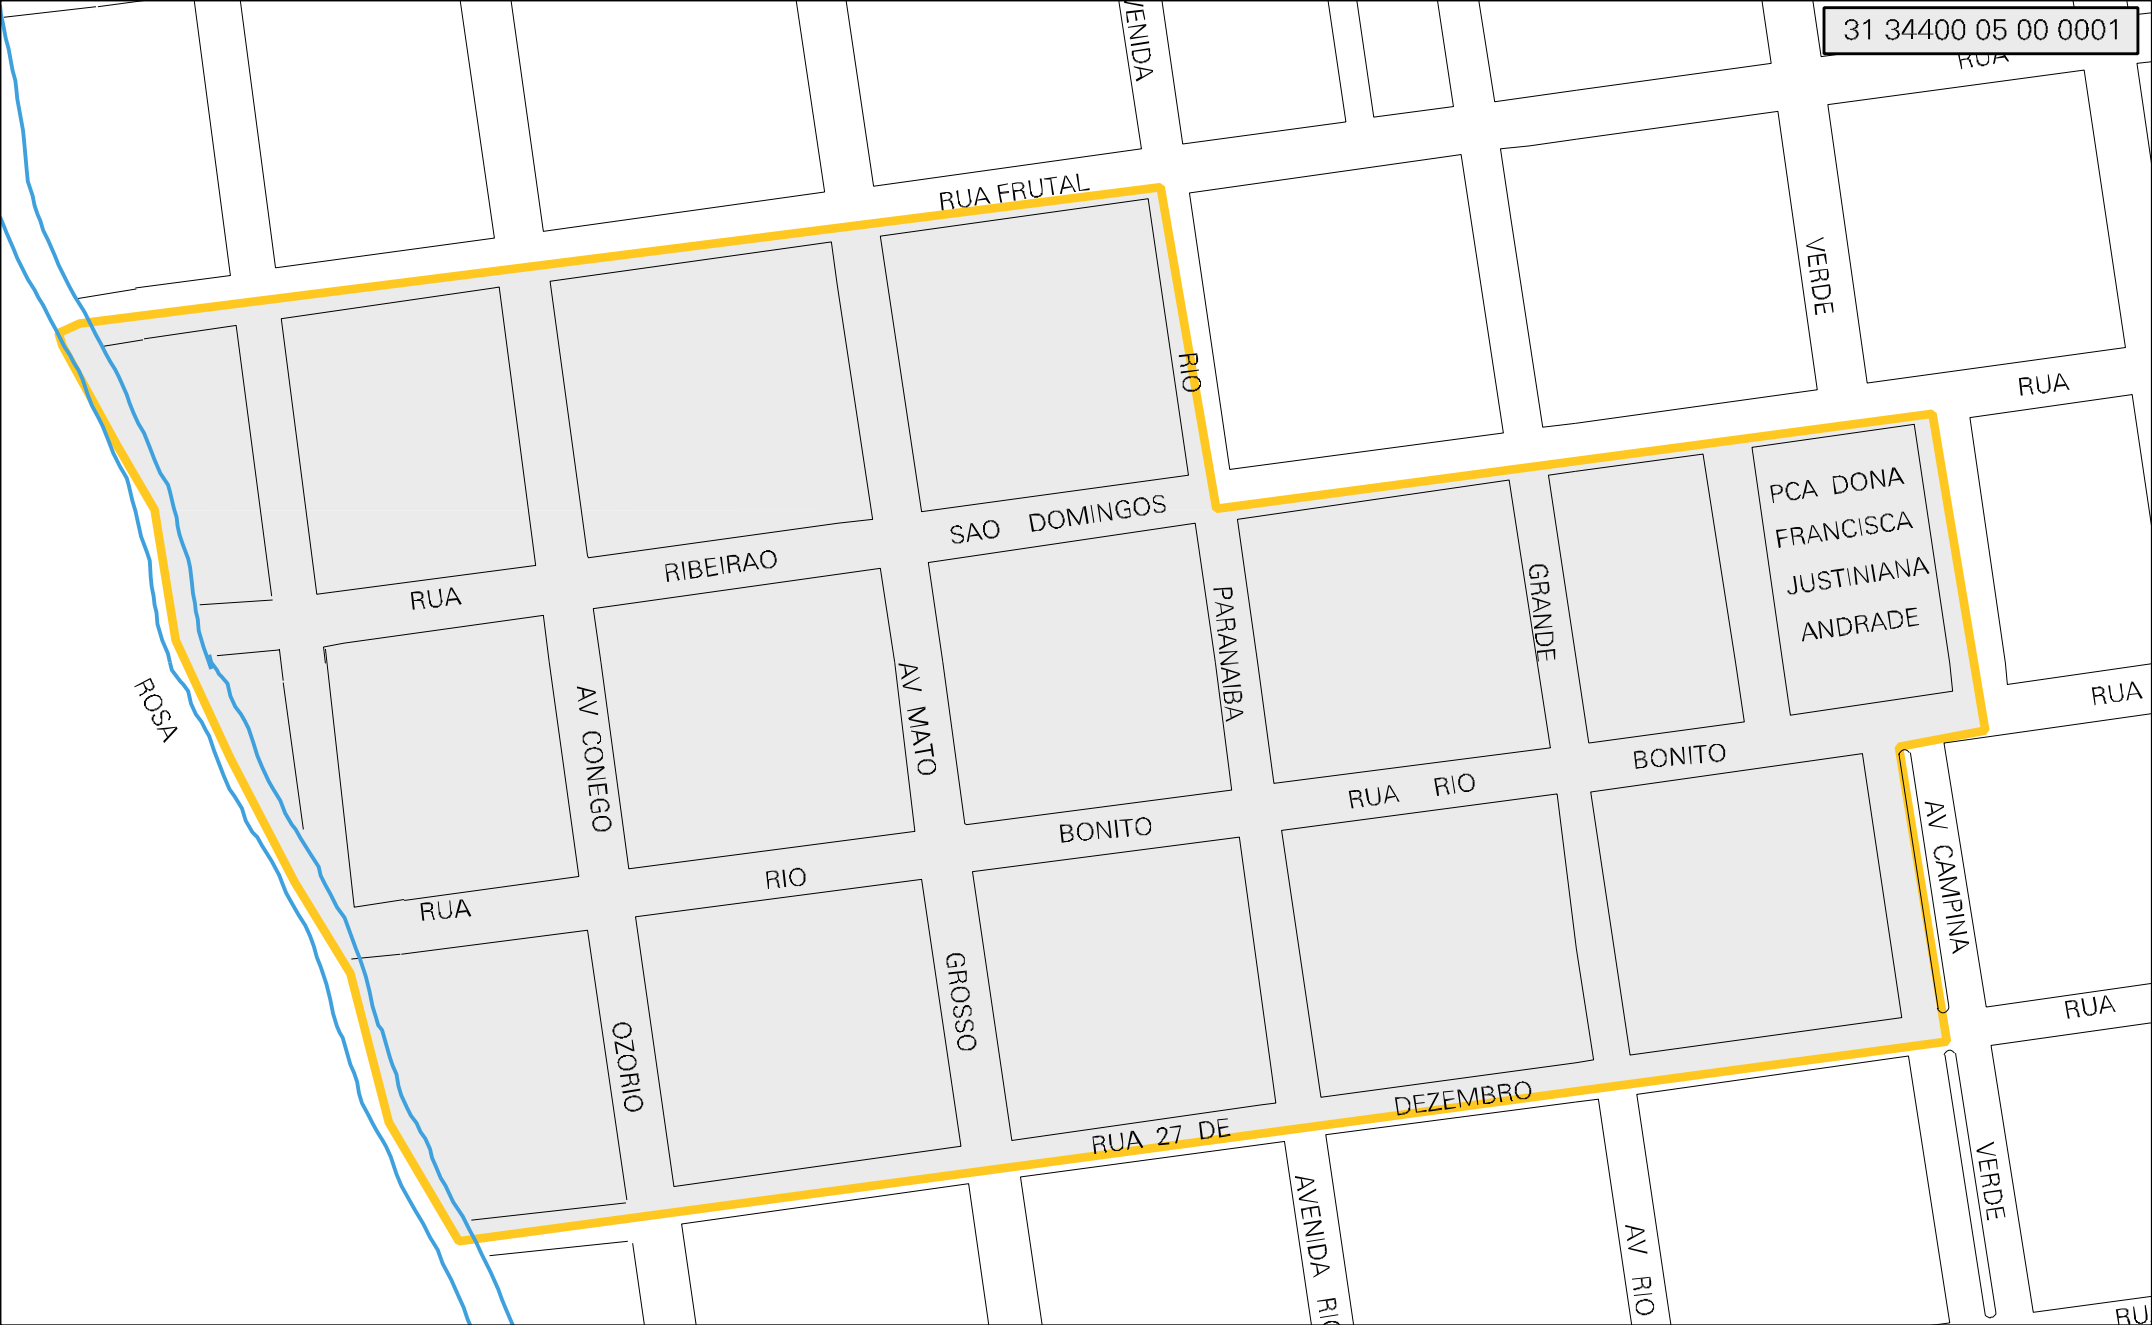 31 34400 05 00 0001
VENIDA
RUA
RUA FRUTAL
VERDE
RIO
RUA
PCA DONA
FRANCISCA
JUSTINIANA
ANDRADE
RUA RIBEIRAO SAO DOMINGOS
PARANAIBA
GRANDE
AV MATO
AV CONEGO
ROSA
RUA
BONITO
RUA RIO
BONITO
RIO
RUA
AV CAMPINA
GROSSO
OZORIO
RUA
DEZEMBRO
RUA 27 DE
VERDE
AVENIDA RIO
AV RIO
RU